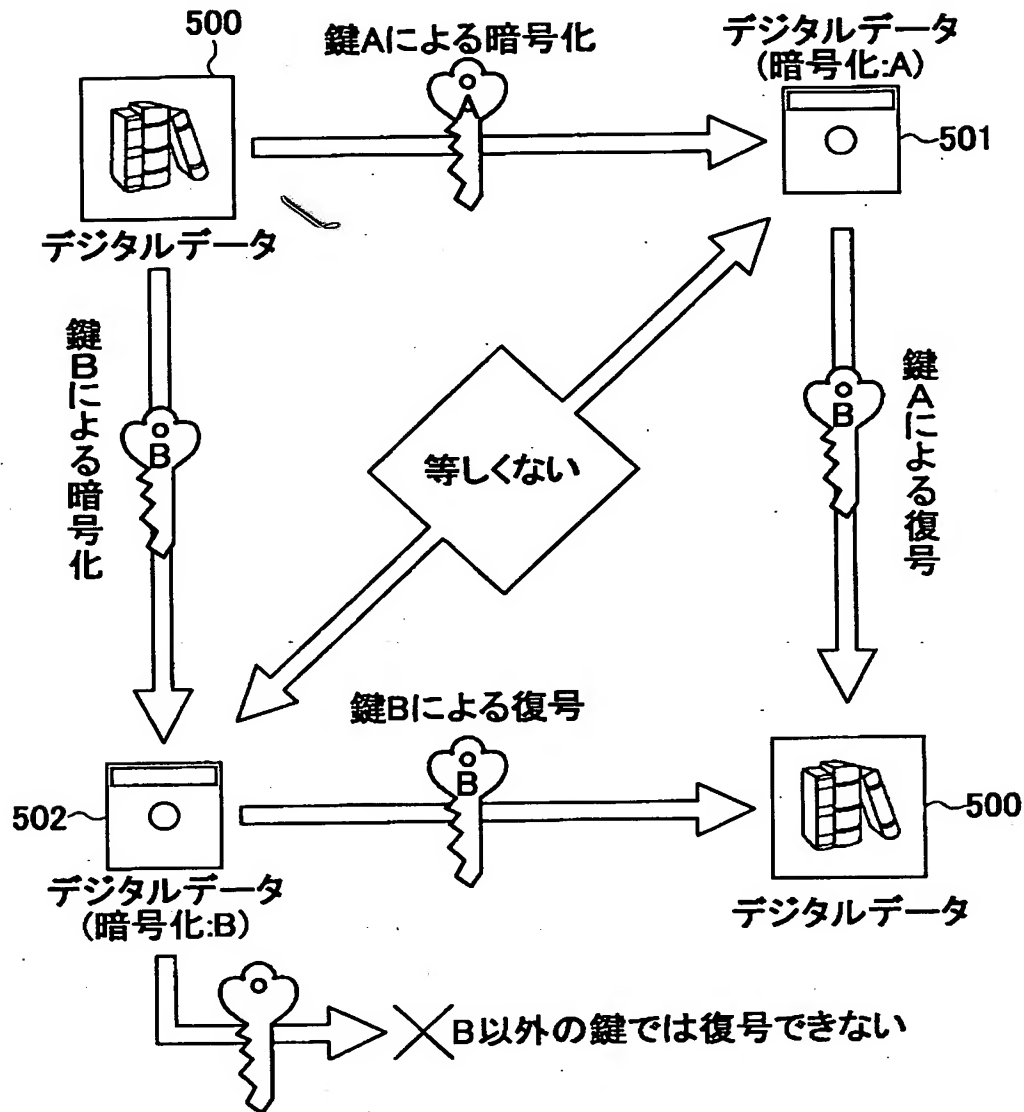 500
鍵Aによる暗号化
デジタルデータ
(暗号化:A)
A
501
デジタルデータ
鍵Bによる暗号化
B
等しくない
B
鍵Aによる復号
鍵Bによる復号
B
502
500
デジタルデータ
(暗号化:B)
デジタルデータ
B以外の鍵では復号できない